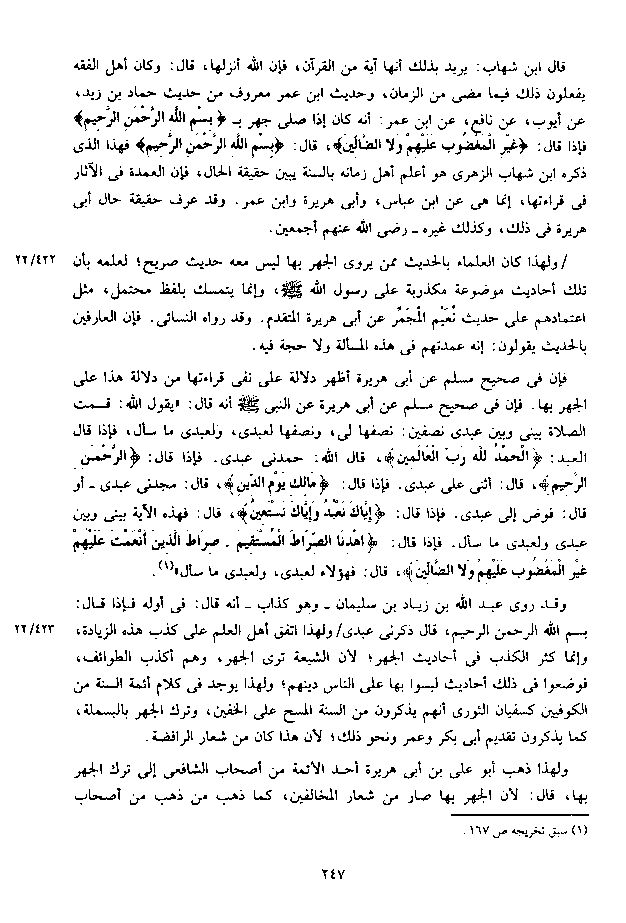 قال ابن شهاب: يريد بذلك أنها آية من القرآن، فإن الله أنزلها، قال: وكان أهل الفقه
يفعلون ذلك فيما مضى من الزمان، وحديث ابن عمر معروف من حديث حماد بن زيد،
عن أيوب، عن نافع، عن ابن عمر: أنه كان إذا صلى جهر بـ ﴿ بِسْمِ اللَّهِ الرَّحْمَنِ الرَّحِيمِ﴾
فإذا قال: ﴿غَيْرِ الْمَغْضُوبِ عَلَيْهِمْ وَلا الضَّالِّينَ﴾، قال: ﴿بِسْمِ اللَّهِ الرَّحْمَنِ الرَّحِيمِ﴾ فهذا الذى
ذكره ابن شهاب الزهرى هو أعلم أهل زمانه بالسنة يبين حقيقة الحال، فإن العمدة فى الآثار
فى قراءتها، إنما هى عن ابن عباس، وأبى هريرة وابن عمر. وقد عرف حقيقة حال أبى
هريرة فى ذلك، وكذلك غيره ـ رضى الله عنهم أجمعين.
٢٢/٤٢٢ /ولهذا كان العلماء بالحديث ممن يروى الجهر بها ليس معه حديث صريح؛ لعلمه بأن
تلك أحاديث موضوعة مكذوبة على رسول الله ﷺ، وإنما يتمسك بلفظ محتمل، مثل
اعتمادهم على حديث نُعَيْم المُجمَّر عن أبى هريرة المتقدم. وقد رواه النسائى. فإن العارفين
بالحديث يقولون: إنه عمدتهم فى هذه المسألة ولا حجة فيه.
فإن فى صحيح مسلم عن أبى هريرة أظهر دلالة على نفى قراءتها من دلالة هذا على
الجهر بها. فإن فى صحيح مسلم عن أبى هريرة عن النبى ﷺ أنه قال: «يقول الله: قسمت
الصلاة بينى وبين عبدى نصفين: نصفها لى، ونصفها لعبدى، ولعبدى ما سأل، فإذا قال
العبد: ﴿الْحَمْدُ للَّهِ رَبِّ الْعَالَمِينَ﴾، قال الله: حمدنى عبدى. فإذا قال: ﴿الرَّحْمَنِ
الرَّحِيمِ﴾، قال: أثنى على عبدى. فإذا قال: ﴿مَالِكِ يَوْمِ الدِّينِ﴾، قال: مجدنى عبدى ـ أو
قال: فوض إلى عبدى. فإذا قال: ﴿إِيَّاكَ نَعْبُدُ وَإِيَّاكَ نَسْتَعِينُ﴾، قال: فهذه الآية بينى وبين
عبدى ولعبدى ما سأل. فإذا قال: ﴿اهْدِنَا الصِّرَاطَ الْمُسْتَقِيمَ . صِرَاطَ الَّذِينَ أَنْعَمْتَ عَلَيْهِمْ
غَيْرِ الْمَغْضُوبِ عَلَيْهِمْ وَلا الضَّالِّينَ﴾، قال: فهؤلاء لعبدى، ولعبدى ما سأل»(١).
وقد روى عبد الله بن زياد بن سليمان ـ وهو كذاب ـ أنه قال: فى أوله فإذا قال:
٢٢/٤٢٣ بسم الله الرحمن الرحيم، قال ذكرنى عبدى/ ولهذا اتفق أهل العلم على كذب هذه الزيادة،
وإنما كثر الكذب فى أحاديث الجهر؛ لأن الشيعة ترى الجهر، وهم أكذب الطوائف،
فوضعوا فى ذلك أحاديث لبسوا بها على الناس دينهم؛ ولهذا يوجد فى كلام أئمة السنة من
الكوفيين كسفيان الثورى أنهم يذكرون من السنة المسح على الخفين، وترك الجهر بالبسملة،
كما يذكرون تقديم أبى بكر وعمر ونحو ذلك؛ لأن هذا كان من شعار الرافضة.
ولهذا ذهب أبو على بن أبى هريرة أحد الأئمة من أصحاب الشافعى إلى ترك الجهر
بها، قال: لأن الجهر بها صار من شعار المخالفين، كما ذهب من ذهب من أصحاب
(١) سبق تخريجه ص ١٦٧.
٢٤٧